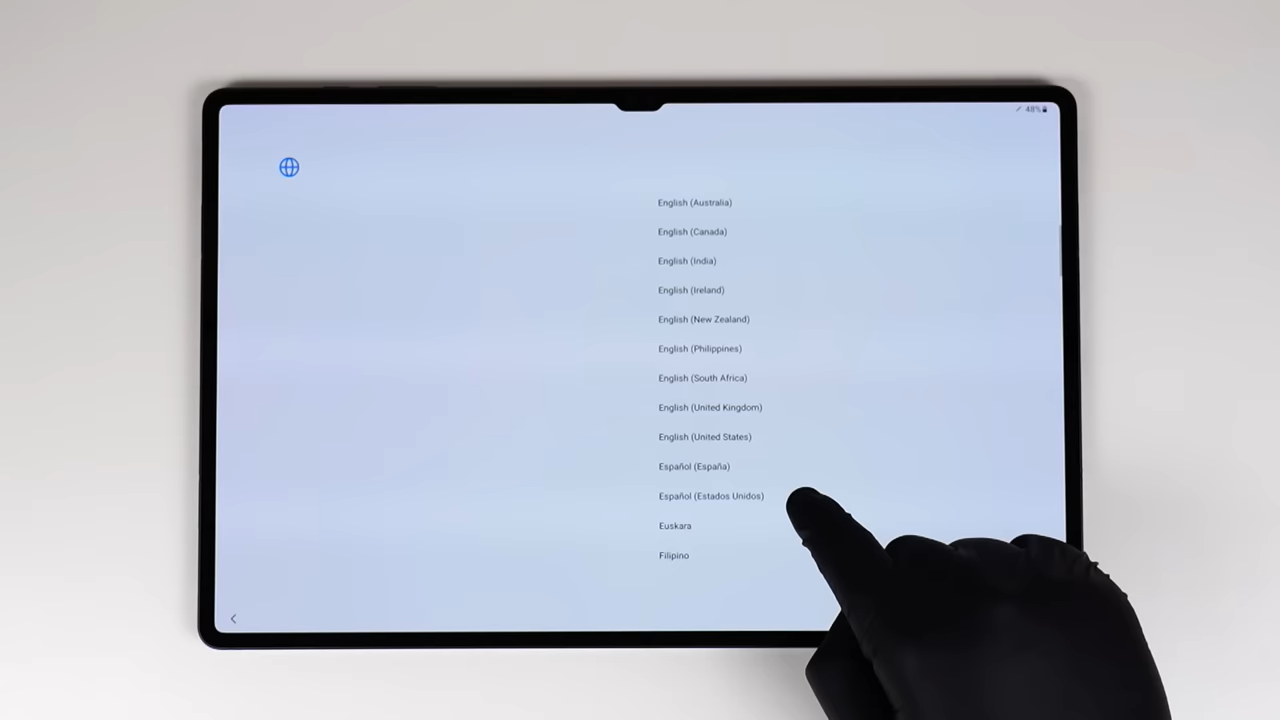 48%
English (Australia)
English (Canada)
English (India)
English (Ireland)
English (New Zealand)
English (Philippines)
English (South Africa)
English (United Kingdom)
English (United States)
Español (España)
Español (Estados Unidos)
Euskara
Filipino